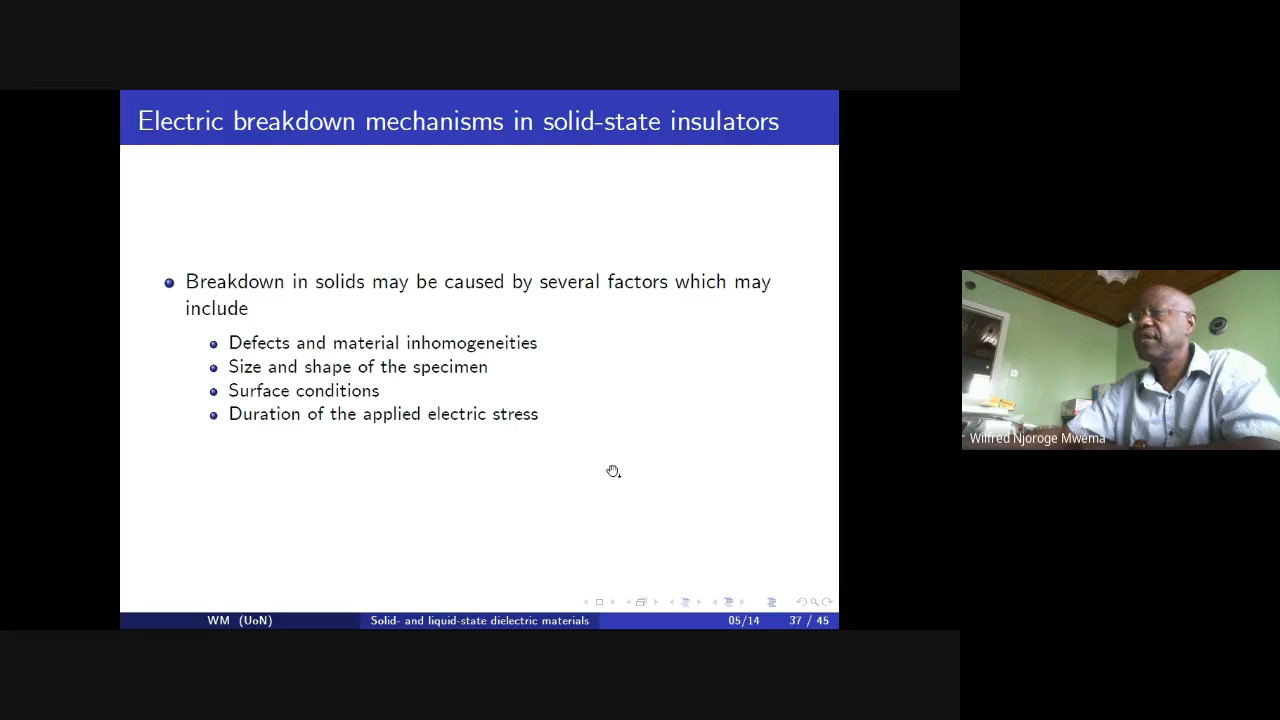 Electric breakdown mechanisms in solid-state insulators
Breakdown in solids may be caused by several factors which may
include
Defects and material inhomogeneities
Size and shape of the specimen
Surface conditions
Duration of the applied electric stress
WM (UoN)
Solid- and liquid-state dielectric materials
05/14
37 / 45
Wilfred Njoroge Mwema